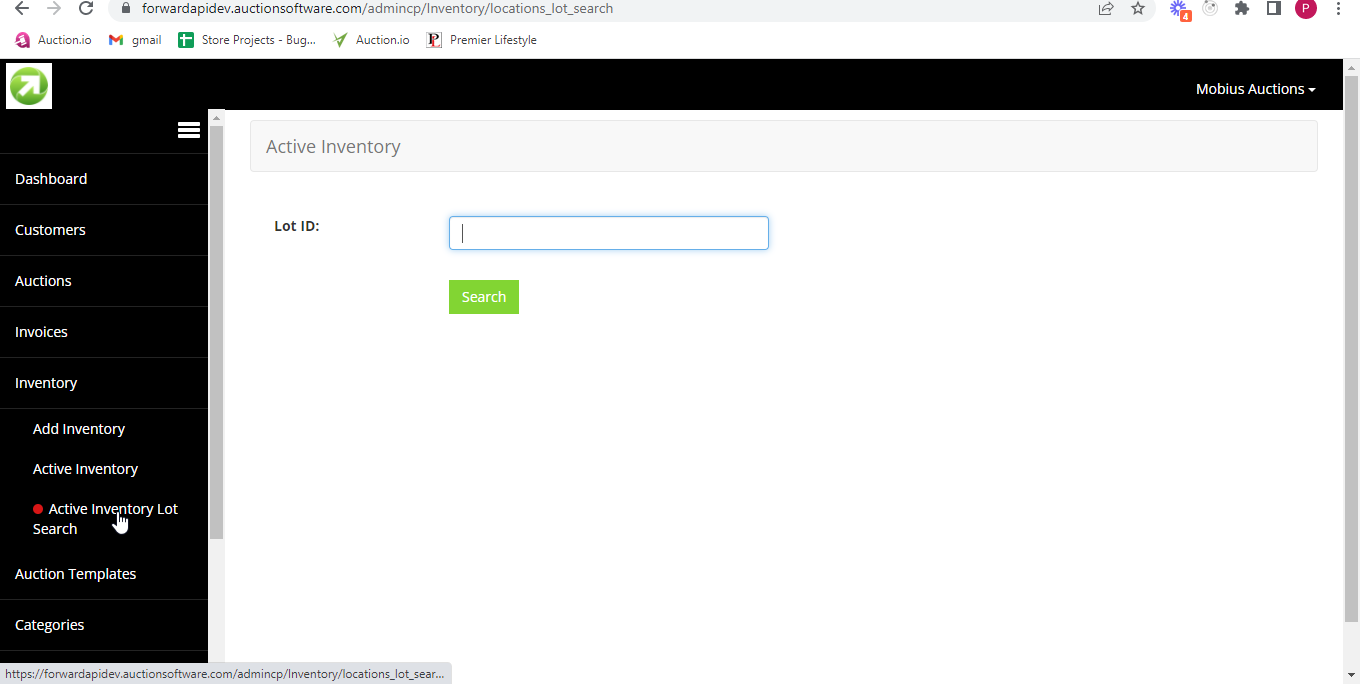 forwardapidev.auctionsoftware.com/admincp/Inventory/locations_lot_search
4
P
Auction.io
gmail
Store Projects - Bug...
Auction.io
Premier Lifestyle
Mobius Auctions
Dashboard
Customers
Auctions
Invoices
Inventory
Add Inventory
Active Inventory
Active Inventory Lot
Search
Auction Templates
Categories
Active Inventory
Lot ID:
Search
https://forwardapidev.auctionsoftware.com/admincp/Inventory/locations_lot_sear...